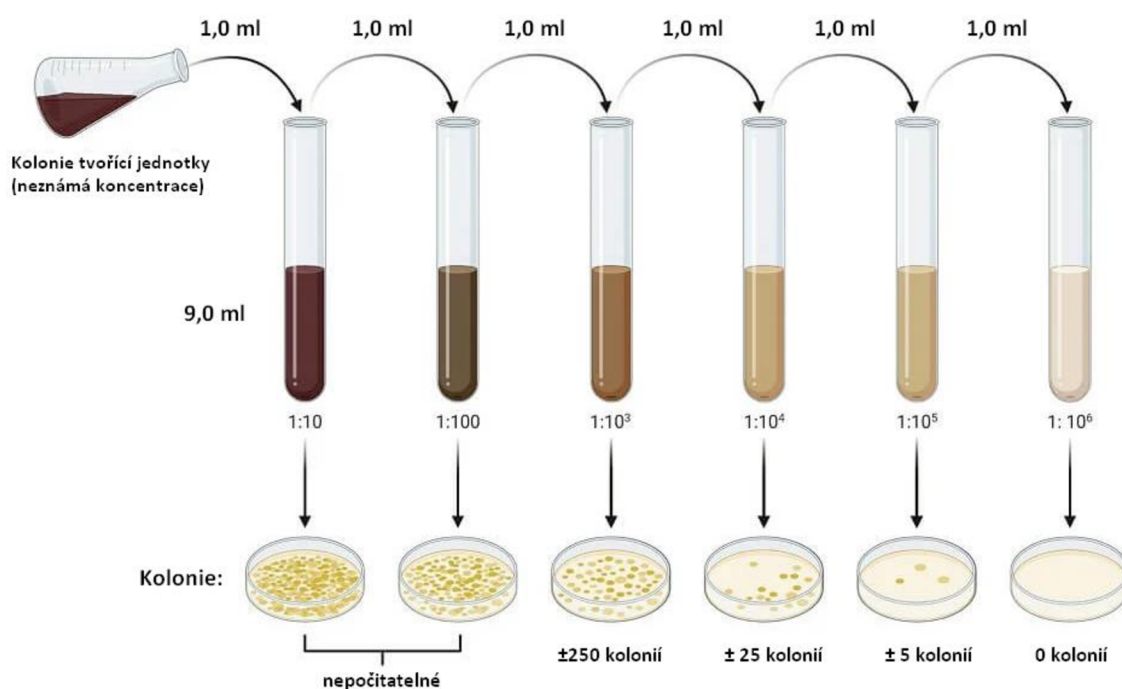 1,0 ml 1,0 ml 1,0 ml 1,0 ml 1,0 ml 1,0 ml
Kolonie tvořící jednotky
(neznámá koncentrace)
9,0 ml
1:10 1:100 1:10³ 1:10⁴ 1:10⁵ 1: 10⁶
Kolonie:
±250 kolonií ± 25 kolonií ± 5 kolonií 0 kolonií
nepočitatelné